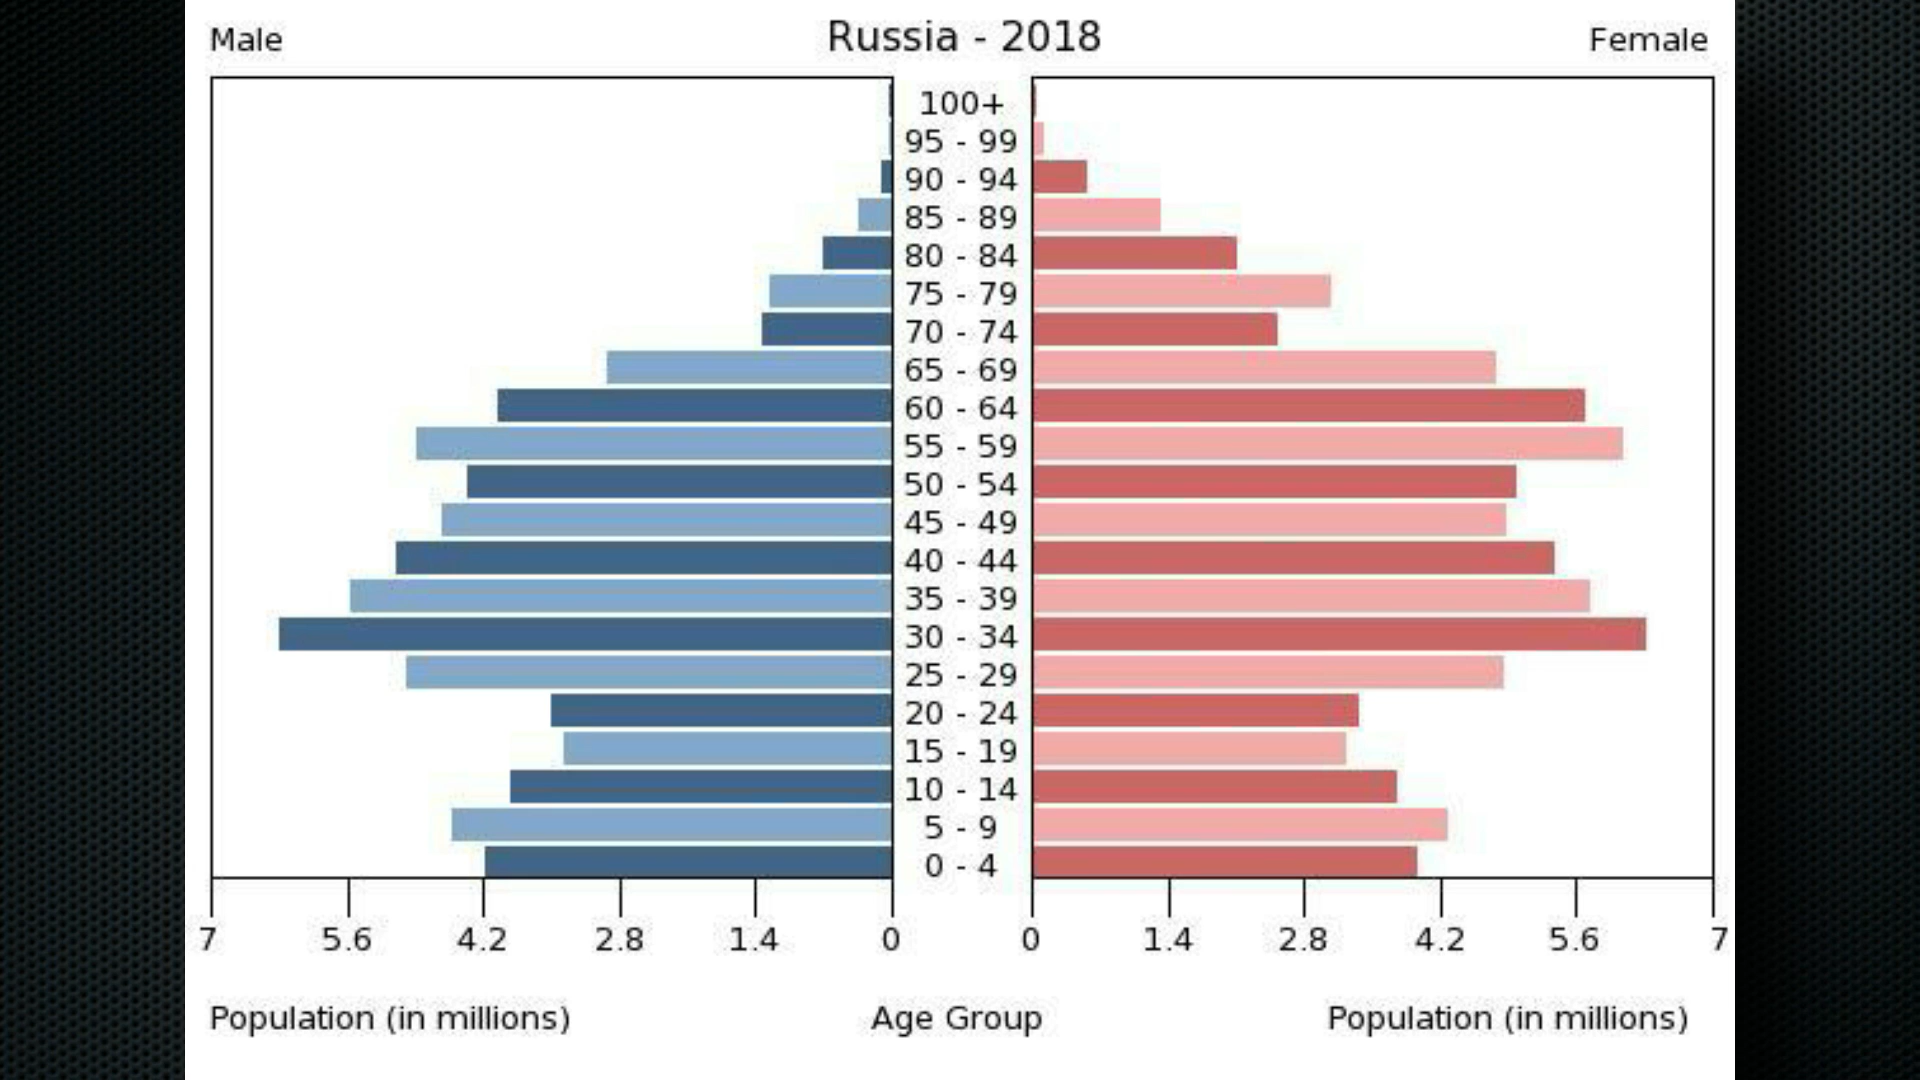 Male Russia - 2018 Female
100+
95 - 99
90 - 94
85 - 89
80 - 84
75 - 79
70 - 74
65 - 69
60 - 64
55 - 59
50 - 54
45 - 49
40 - 44
35 - 39
30 - 34
25 - 29
20 - 24
15 - 19
10 - 14
5 - 9
0 - 4
7 5.6 4.2 2.8 1.4 0 0 1.4 2.8 4.2 5.6 7
Population (in millions) Age Group Population (in millions)